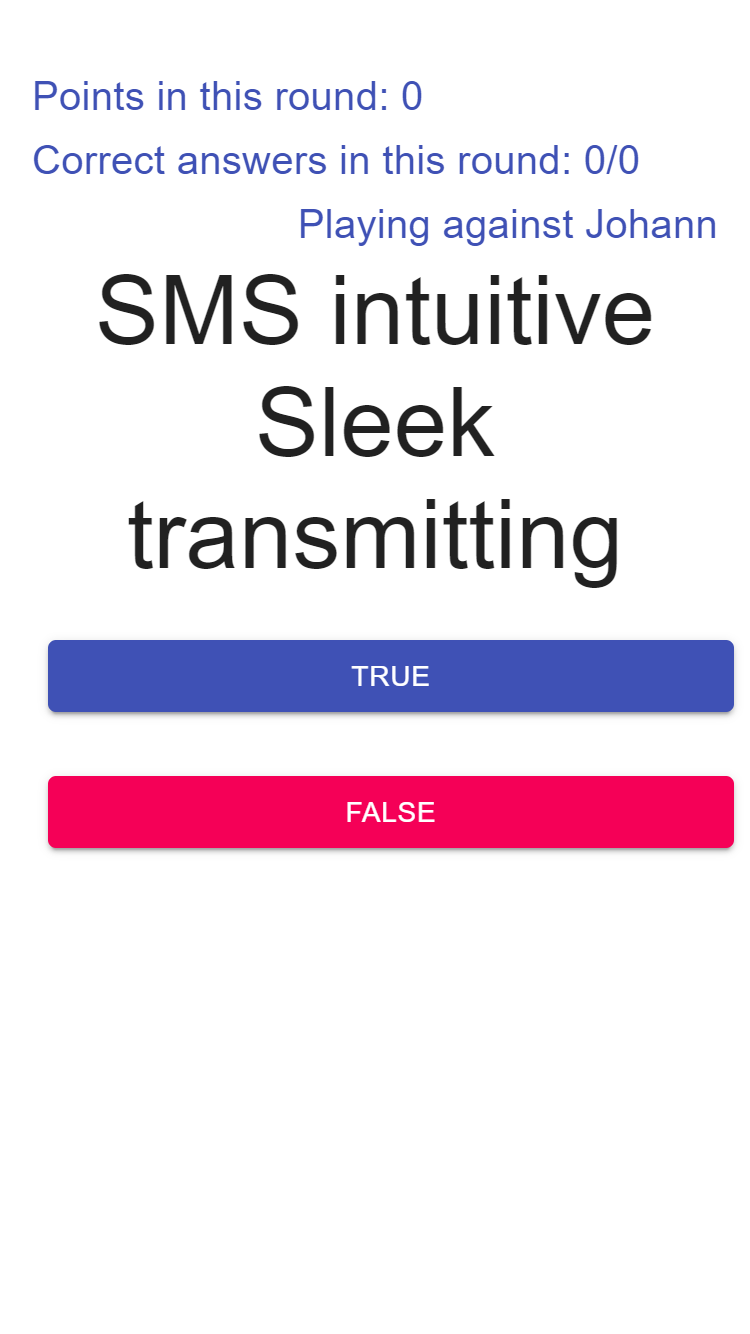 Points in this round: 0
Correct answers in this round: 0/0
Playing against Johann
SMS intuitive
Sleek
transmitting
TRUE
FALSE